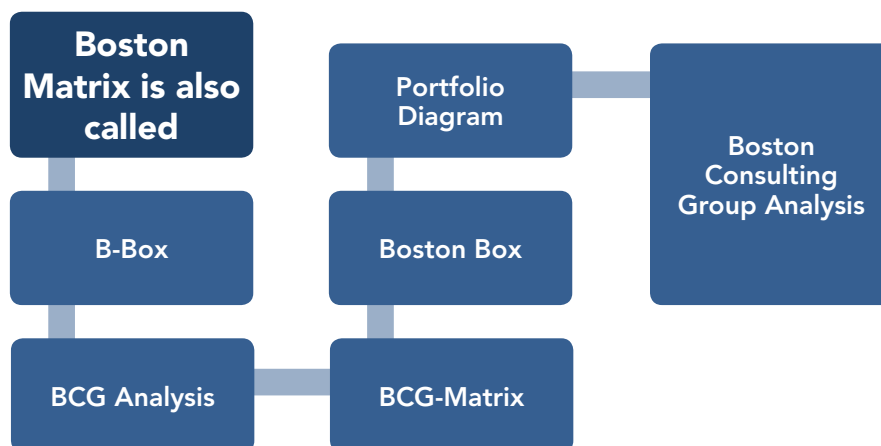 Boston
Matrix is also
called
B-Box
BCG Analysis
BCG-Matrix
Boston Box
Portfolio
Diagram
Boston
Consulting
Group Analysis